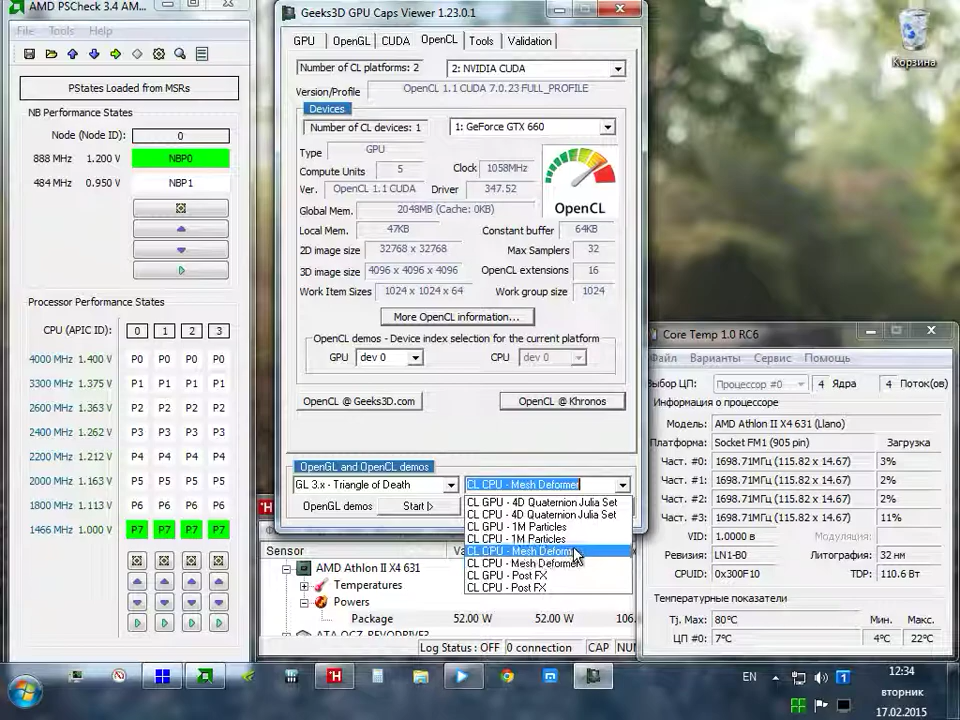 AMD PSCheck 3.4 AM...
File Tools Help
PStates Loaded from MSRs
NB Performance States
Node (Node ID): 0
888 MHz 1.200 V NBP0
484 MHz 0.950 V NBP1
Processor Performance States
CPU (APIC ID): 0 1 2 3
4000 MHz 1.400 V P0 P0 P0 P0
3300 MHz 1.375 V P1 P1 P1 P1
2600 MHz 1.363 V P2 P2 P2 P2
2400 MHz 1.262 V P3 P3 P3 P3
2200 MHz 1.212 V P4 P4 P4 P4
2000 MHz 1.163 V P5 P5 P5 P5
1800 MHz 1.113 V P6 P6 P6 P6
1466 MHz 1.000 V P7 P7 P7 P7
Geeks3D GPU Caps Viewer 1.23.0.1
GPU OpenGL CUDA OpenCL Tools Validation
Number of CL platforms: 2 2: NVIDIA CUDA
Version/Profile OpenCL 1.1 CUDA 7.0.23 FULL_PROFILE
Devices
Number of CL devices: 1 1: GeForce GTX 660
Type GPU
Compute Units 5 Clock 1058MHz
Ver. OpenCL 1.1 CUDA Driver 347.52
OpenCL
Global Mem. 2048MB (Cache: 0KB)
Local Mem. 47KB Constant buffer 64KB
2D image size 32768 x 32768 Max Samplers 32
3D image size 4096 x 4096 x 4096 OpenCL extensions 16
Work Item Sizes 1024 x 1024 x 64 Work group size 1024
More OpenCL information...
OpenCL demos - Device index selection for the current platform
GPU dev 0 CPU dev 0
OpenCL @ Geeks3D.com OpenCL @ Khronos
OpenGL and OpenCL demos
GL 3.x - Triangle of Death CL CPU - Mesh Deformer
OpenGL demos Start
CL GPU - 4D Quaternion Julia Set
CL CPU - 4D Quaternion Julia Set
CL GPU - 1M Particles
CL CPU - 1M Particles
CL GPU - Mesh Deform
CL CPU - Mesh Deformer
CL GPU - Post FX
CL CPU - Post FX
Sensor
AMD Athlon II X4 631
Temperatures
Powers
Package 52.00 W 52.00 W 106.
ATA OCZ-REVODRIVE3
Log Status : OFF 0 connection CAP NUM
Корзина
Core Temp 1.0 RC6
Файл Варианты Сервис Помощь
Выбор ЦП: Процессор #0 4 Ядра 4 Поток(ов)
Информация о процессоре
Модель: AMD Athlon II X4 631 (Llano)
Платформа: Socket FM1 (905 pin) Загрузка
Част. #0: 1698.71МГц (115.82 x 14.67) 3%
Част. #1: 1698.71МГц (115.82 x 14.67) 2%
Част. #2: 1698.71МГц (115.82 x 14.67) 2%
Част. #3: 1698.71МГц (115.82 x 14.67) 11%
VID: 1.0000 в Модуляция:
Ревизия: LN1-B0 Литография: 32 нм
CPUID: 0x300F10 TDP: 110.6 Вт
Температурные показатели
Tj. Max: 80°C Мин. Макс.
ЦП #0: 7°C 4°C 22°C
EN
12:34
вторник
17.02.2015